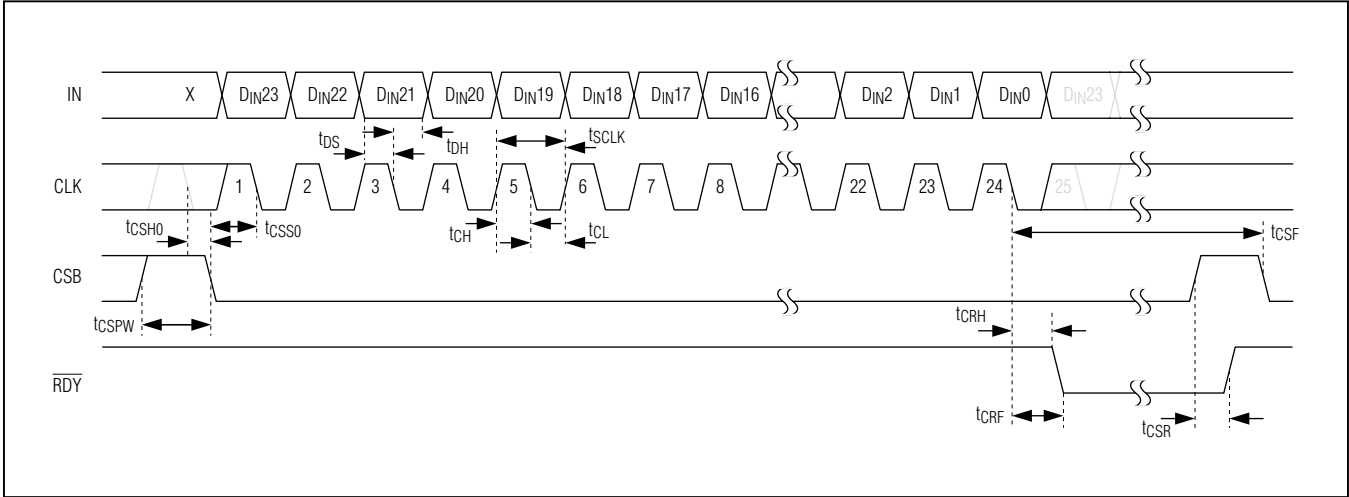 IN X DIN23 DIN22 DIN21 DIN20 DIN19 DIN18 DIN17 DIN16 DIN2 DIN1 DIN0 DIN23
tDS tDH tSCLK
CLK 1 2 3 4 5 6 7 8 22 23 24 25
tCSH0 tCSS0 tCH tCL tCSF
CSB
tCSPW tCRH
RDY
tCRF tCSR